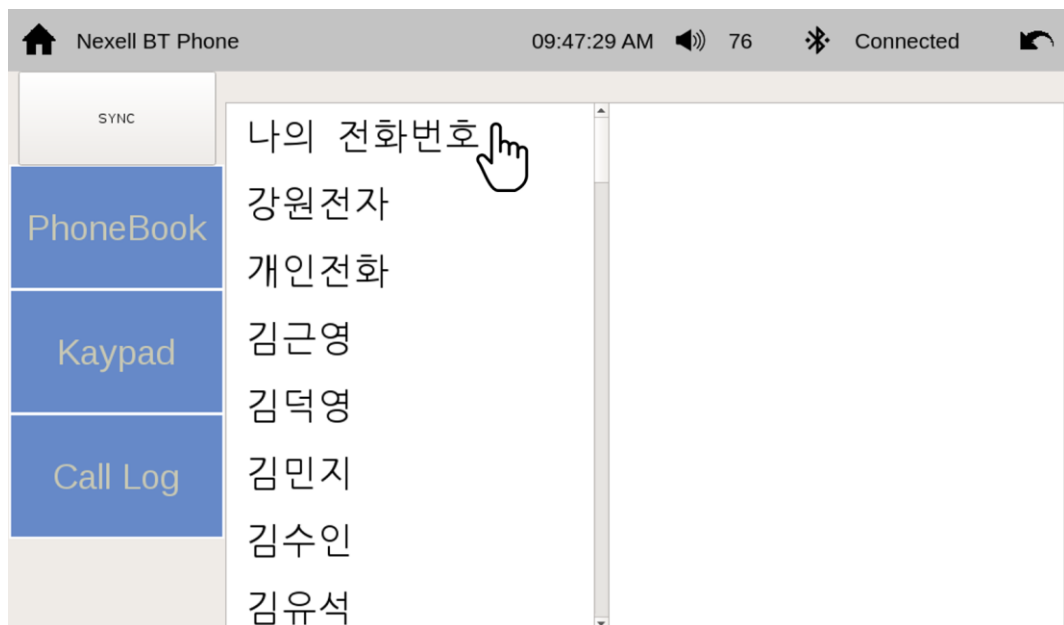 Nexell BT Phone 09:47:29 AM 76 Connected
SYNC
PhoneBook
Kaypad
Call Log
나의 전화번호
강원전자
개인전화
김근영
김덕영
김민지
김수인
김유석